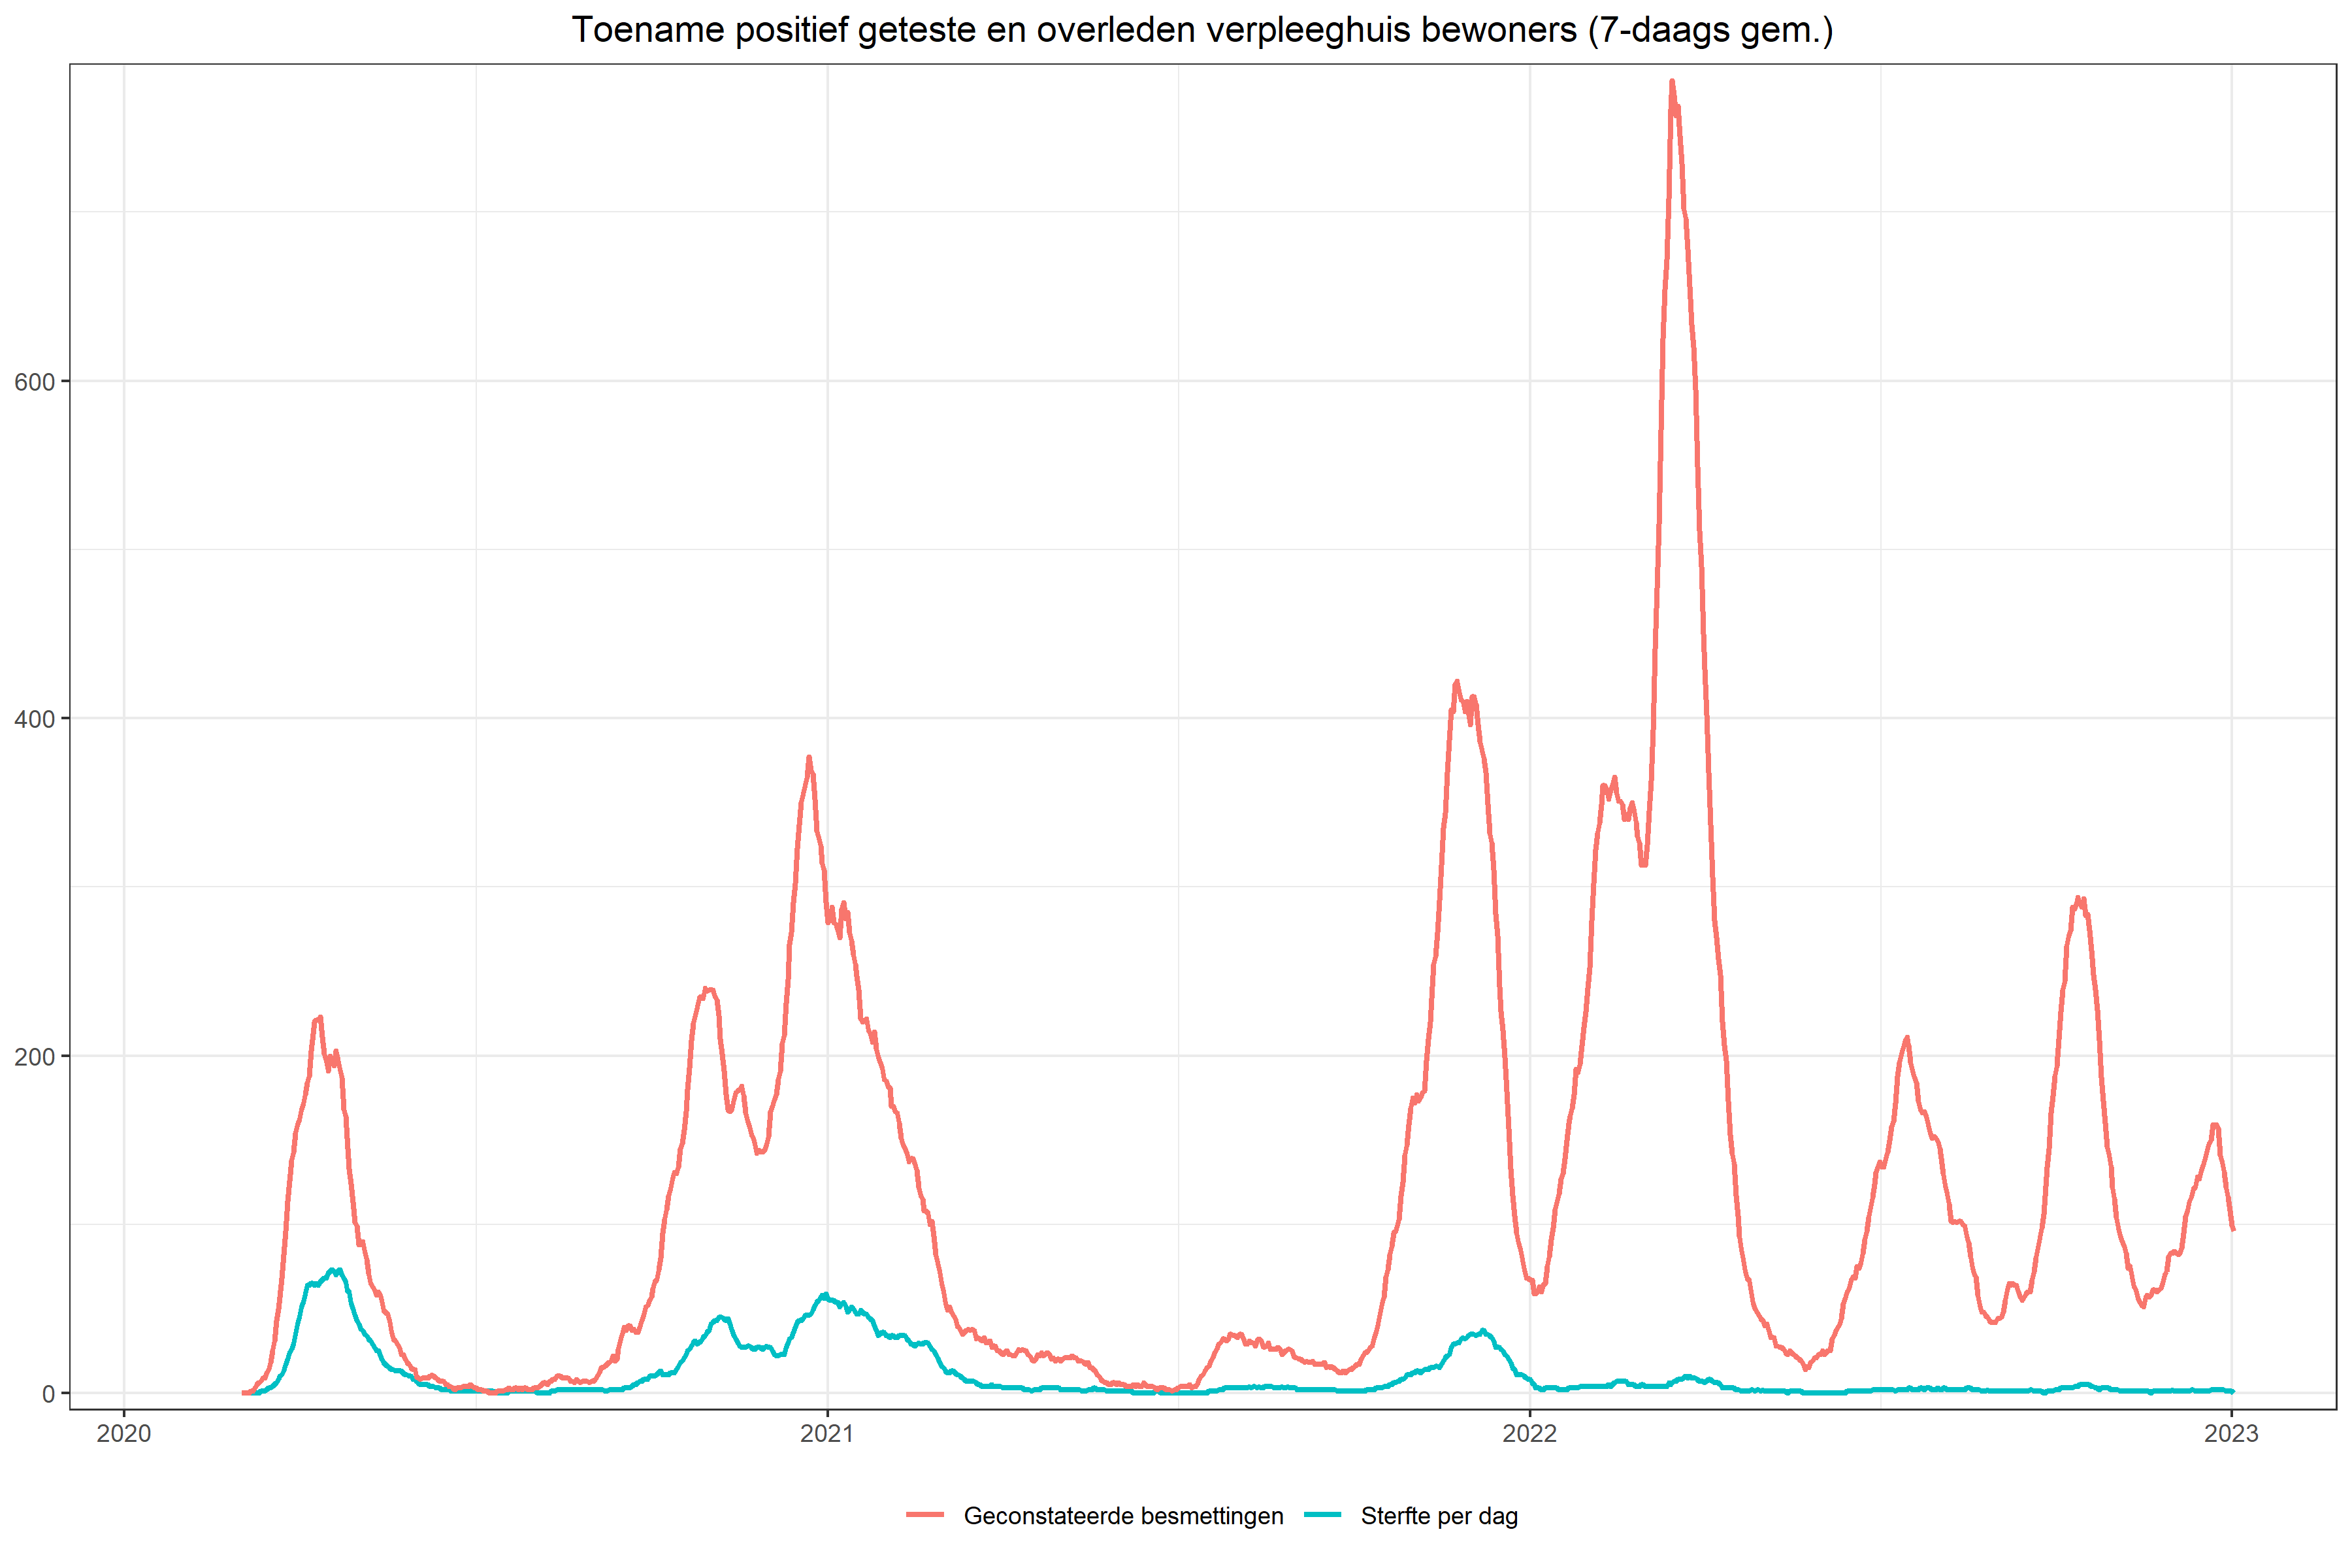 Toename positief geteste en overleden verpleeghuis bewoners (7-daags gem.)
600
400
200
0
2020 2021 2022 2023
Geconstateerde besmettingen Sterfte per dag